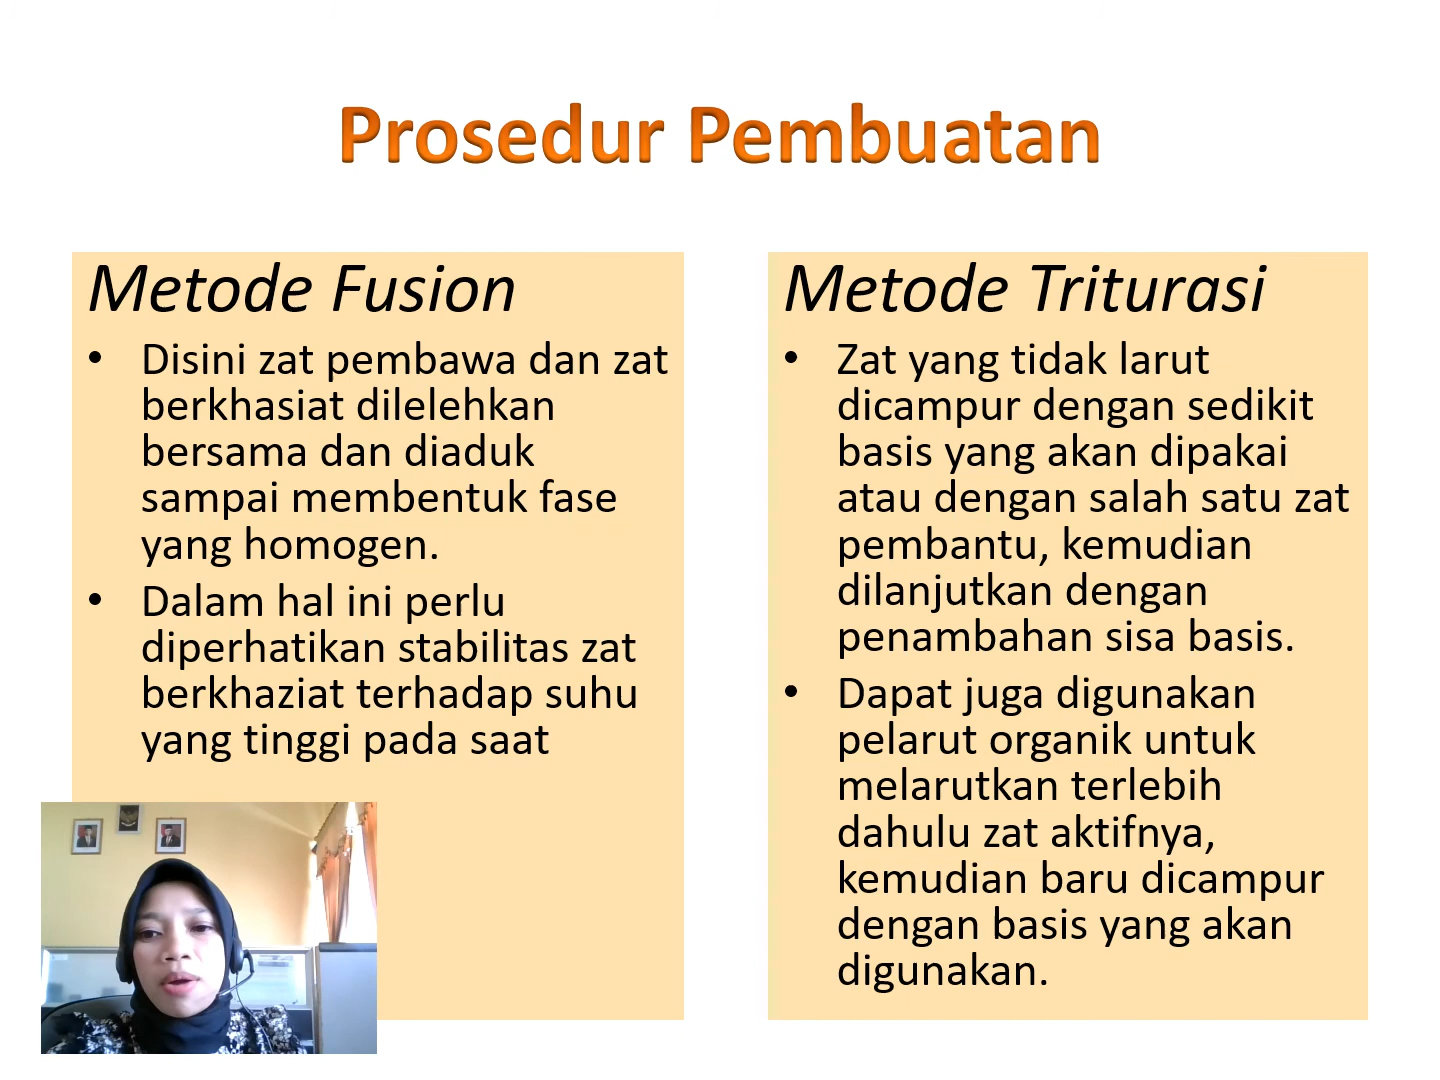 Prosedur Pembuatan
Metode Fusion
• Disini zat pembawa dan zat
berkhasiat dilelehkan
bersama dan diaduk
sampai membentuk fase
yang homogen.
• Dalam hal ini perlu
diperhatikan stabilitas zat
berkhaziat terhadap suhu
yang tinggi pada saat
Metode Triturasi
• Zat yang tidak larut
dicampur dengan sedikit
basis yang akan dipakai
atau dengan salah satu zat
pembantu, kemudian
dilanjutkan dengan
penambahan sisa basis.
• Dapat juga digunakan
pelarut organik untuk
melarutkan terlebih
dahulu zat aktifnya,
kemudian baru dicampur
dengan basis yang akan
digunakan.